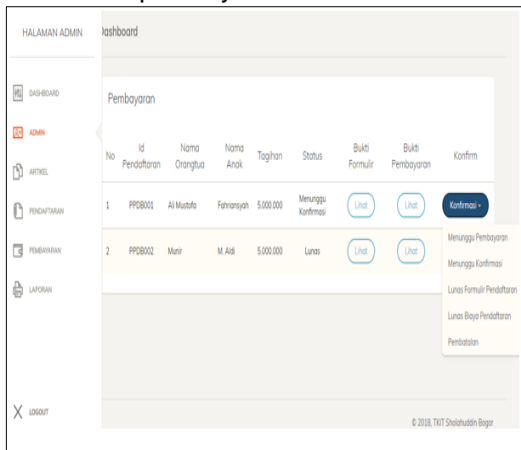 HALAMAN ADMIN
Dashboard
DASHBOARD
ADMIN
ARTIKEL
PENDAFTARAN
PEMBAYARAN
LAPORAN
LOGOUT
Pembayaran
No Id Pendaftaran Nama Orangtua Nama Anak Tagihan Status Bukti Formulir Bukti Pembayaran Konfirm
1 PPDB001 Ali Mustofa Fahriansyah 5.000.000 Menunggu Konfirmasi Lihat Lihat Konfirmasi
2 PPDB002 Munir M. Aidi 5.000.000 Lunas Lihat Lihat
Menunggu Pembayaran
Menunggu Konfirmasi
Lunas Formulir Pendaftaran
Lunas Biaya Pendaftaran
Pembatalan
© 2018, TKIT Sholahuddin Bogor